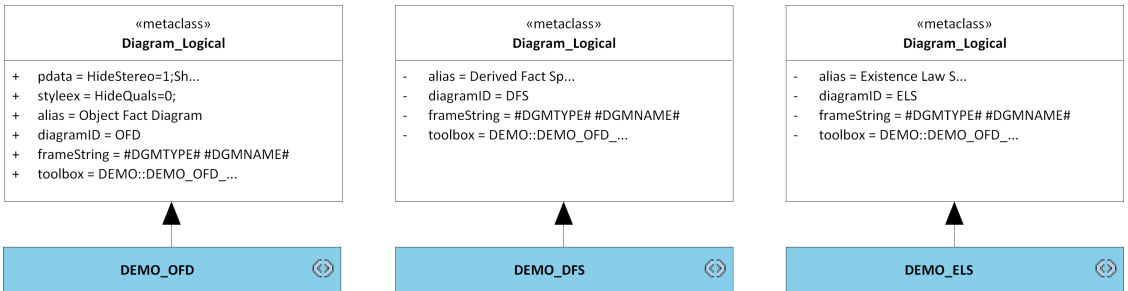 «metaclass»
Diagram_Logical
+ pdata = HideStereo=1;Sh...
+ styleex = HideQuals=0;
+ alias = Object Fact Diagram
+ diagramID = OFD
+ frameString = #DGMTYPE# #DGMNAME#
+ toolbox = DEMO::DEMO_OFD_...
DEMO_OFD
«metaclass»
Diagram_Logical
- alias = Derived Fact Sp...
- diagramID = DFS
- frameString = #DGMTYPE# #DGMNAME#
- toolbox = DEMO::DEMO_OFD_...
DEMO_DFS
«metaclass»
Diagram_Logical
- alias = Existence Law S...
- diagramID = ELS
- frameString = #DGMTYPE# #DGMNAME#
- toolbox = DEMO::DEMO_OFD_...
DEMO_ELS